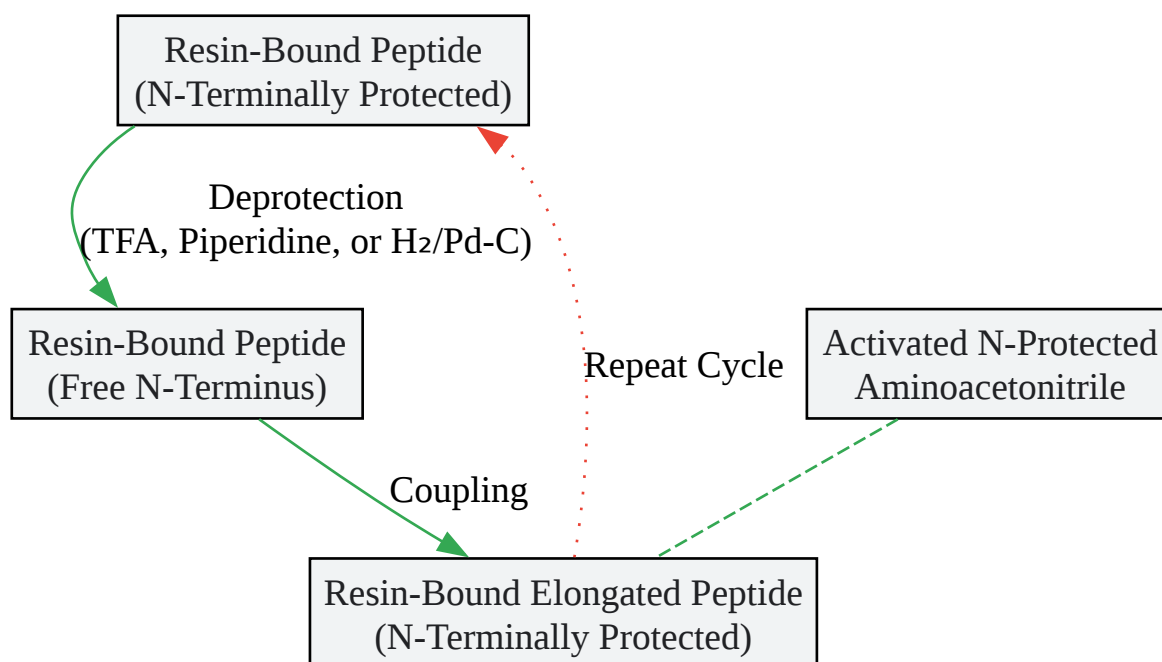 Resin-Bound Peptide
(N-Terminally Protected)
Deprotection
(TFA, Piperidine, or H₂/Pd-C)
Resin-Bound Peptide
(Free N-Terminus)
Repeat Cycle
Activated N-Protected
Aminoacetonitrile
Coupling
Resin-Bound Elongated Peptide
(N-Terminally Protected)